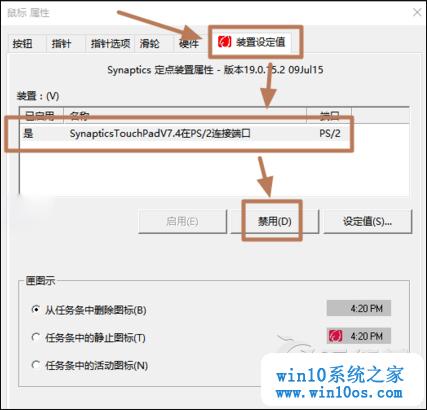 鼠标 属性
按钮 指针 指针选项 滑轮 硬件 装置设定值
Synaptics 定点装置属性 - 版本19.0.15.2 09Jul15
装置：(V)
已启用 名称 端口
是 SynapticsTouchPadV7.4在PS/2连接端口 PS/2
启用(E) 禁用(D) 设定值(S)...
匣图示
从任务条中删除图标(B) 4:20 PM
任务条中的静止图标(T) 4:20 PM
任务条中的活动图标(N)
win10系统之家
www.win10os.com